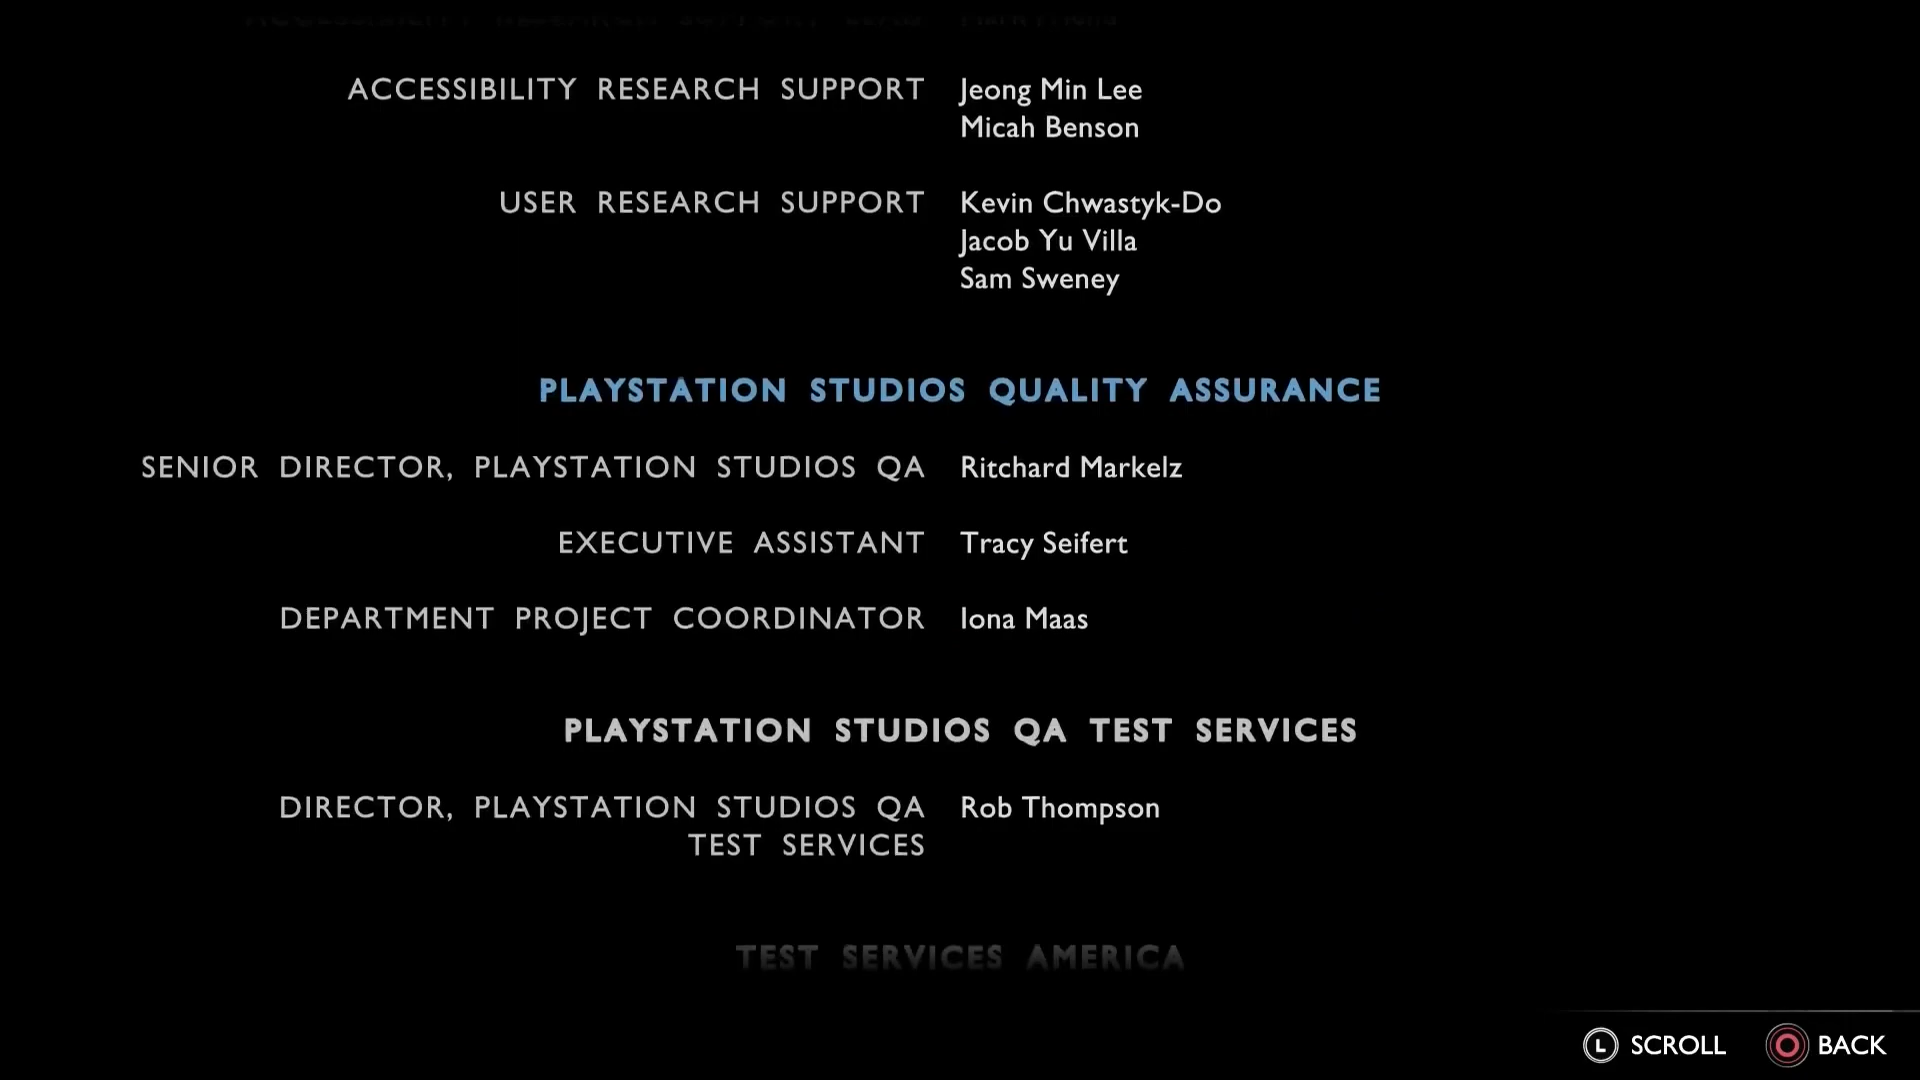 ACCESSIBILITY RESEARCH SUPPORT Jeong Min Lee
Micah Benson
USER RESEARCH SUPPORT Kevin Chwastyk-Do
Jacob Yu Villa
Sam Sweney
PLAYSTATION STUDIOS QUALITY ASSURANCE
SENIOR DIRECTOR, PLAYSTATION STUDIOS QA Ritchard Markelz
EXECUTIVE ASSISTANT Tracy Seifert
DEPARTMENT PROJECT COORDINATOR Iona Maas
PLAYSTATION STUDIOS QA TEST SERVICES
DIRECTOR, PLAYSTATION STUDIOS QA Rob Thompson
TEST SERVICES
TEST SERVICES AMERICA
L SCROLL BACK